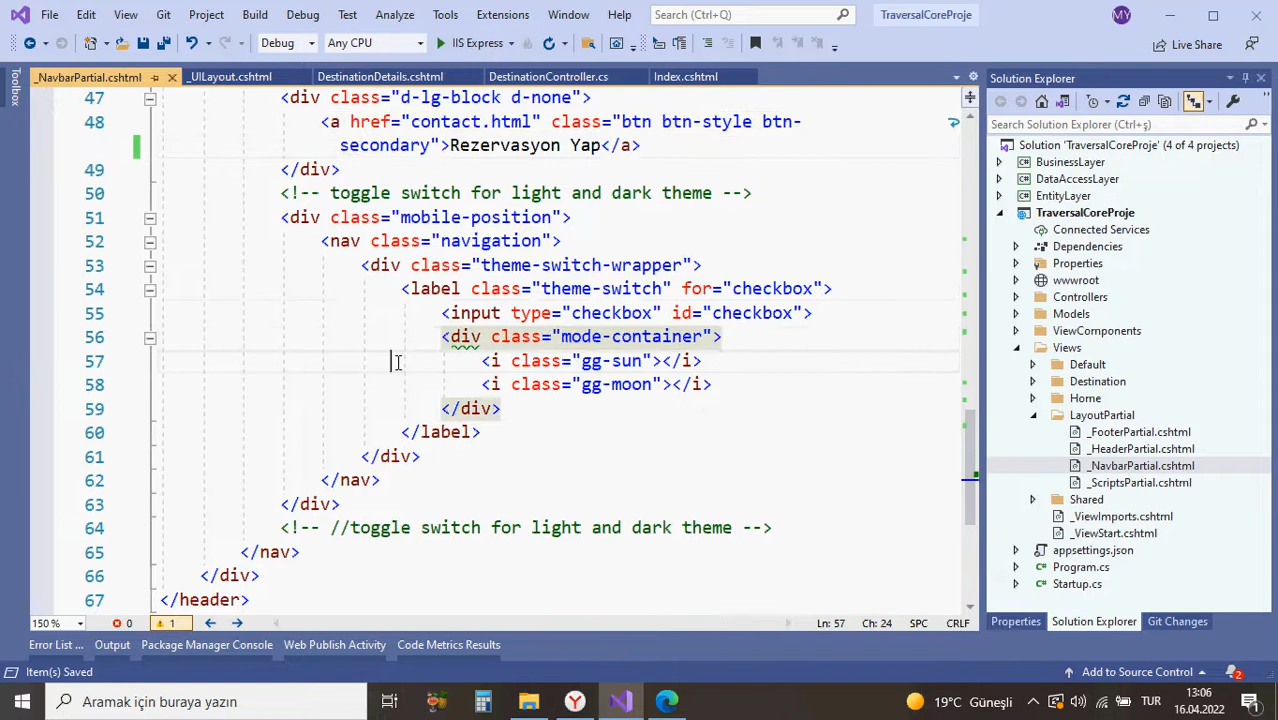 File Edit View Git Project Build Debug Test Analyze Tools Extensions Window Help Search (Ctrl+Q) TraversalCoreProje MY
Debug Any CPU IIS Express Live Share
Toolbox
_NavbarPartial.cshtml _UILayout.cshtml DestinationDetails.cshtml DestinationController.cs Index.cshtml
47 <div class="d-lg-block d-none">
48 <a href="contact.html" class="btn btn-style btn-
secondary">Rezervasyon Yap</a>
49 </div>
50 <!-- toggle switch for light and dark theme -->
51 <div class="mobile-position">
52 <nav class="navigation">
53 <div class="theme-switch-wrapper">
54 <label class="theme-switch" for="checkbox">
55 <input type="checkbox" id="checkbox">
56 <div class="mode-container">
57 <i class="gg-sun"></i>
58 <i class="gg-moon"></i>
59 </div>
60 </label>
61 </div>
62 </nav>
63 </div>
64 <!-- //toggle switch for light and dark theme -->
65 </nav>
66 </div>
67 </header>
150 % 0 1 Ln: 57 Ch: 24 SPC CRLF
Solution Explorer
Search Solution Explorer (Ctrl+ş)
Solution 'TraversalCoreProje' (4 of 4 projects)
BusinessLayer
DataAccessLayer
EntityLayer
TraversalCoreProje
Connected Services
Dependencies
Properties
wwwroot
Controllers
Models
ViewComponents
Views
Default
Destination
Home
LayoutPartial
_FooterPartial.cshtml
_HeaderPartial.cshtml
_NavbarPartial.cshtml
_ScriptsPartial.cshtml
Shared
_ViewImports.cshtml
_ViewStart.cshtml
appsettings.json
Program.cs
Startup.cs
Properties Solution Explorer Git Changes
Error List ... Output Package Manager Console Web Publish Activity Code Metrics Results
Item(s) Saved Add to Source Control 2
Aramak için buraya yazın 19°C Güneşli TUR 13:06
16.04.2022 1